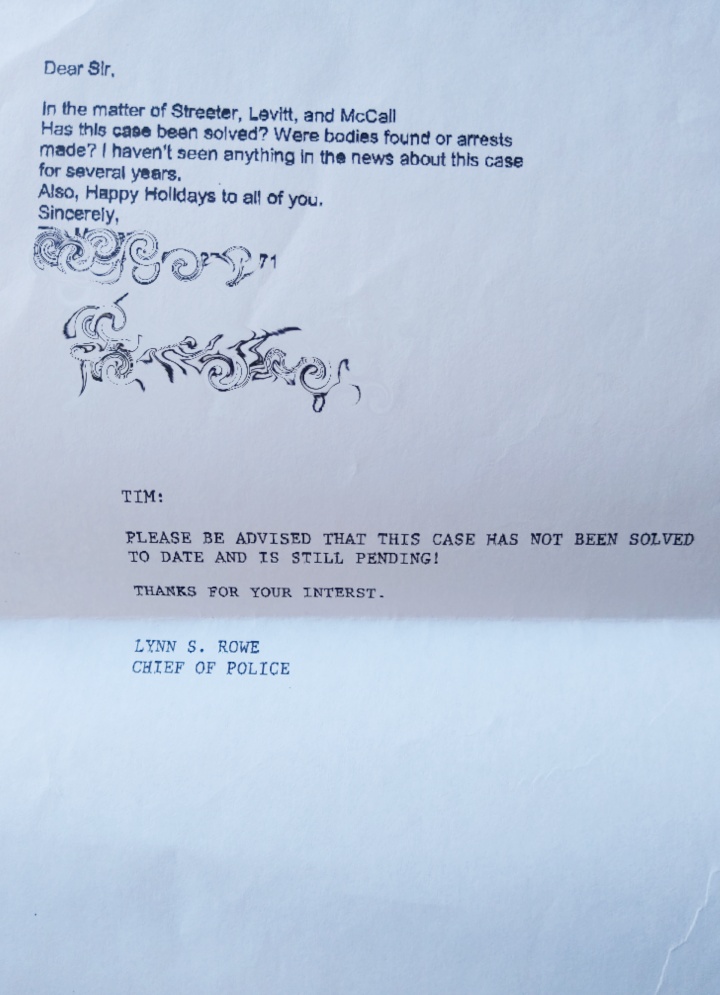 Dear Sir,
In the matter of Streeter, Levitt, and McCall
Has this case been solved? Were bodies found or arrests
made? I haven't seen anything in the news about this case
for several years.
Also, Happy Holidays to all of you.
Sincerely,
71
TIM:
PLEASE BE ADVISED THAT THIS CASE HAS NOT BEEN SOLVED
TO DATE AND IS STILL PENDING!
THANKS FOR YOUR INTERST.
LYNN S. ROWE
CHIEF OF POLICE